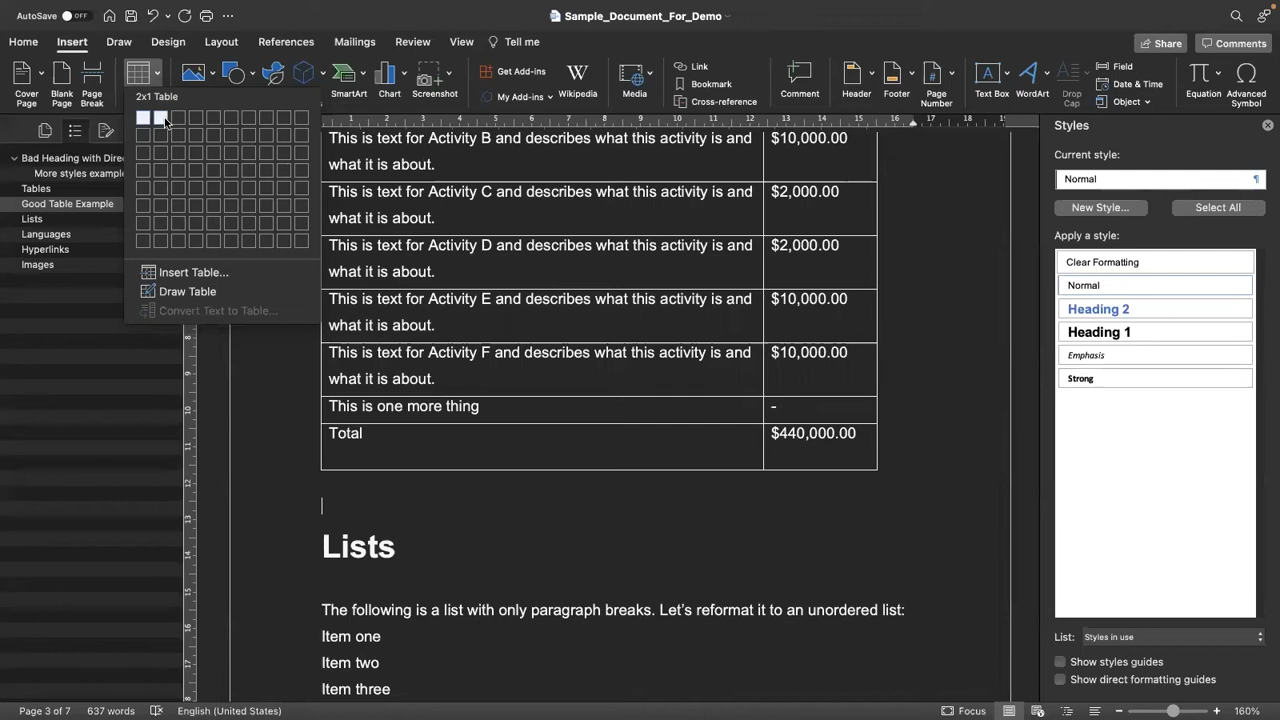 AutoSave OFF
Sample_Document_For_Demo
Home Insert Draw Design Layout References Mailings Review View Tell me
Share Comments
Cover Page
Blank Page
Page Break
SmartArt
Chart
Screenshot
Get Add-ins
My Add-ins
Wikipedia
Media
Link
Bookmark
Cross-reference
Comment
Header
Footer
Page Number
Text Box
WordArt
Drop Cap
Field
Date & Time
Object
Equation
Advanced Symbol
2x1 Table
Insert Table...
Draw Table
Convert Text to Table...
Bad Heading with Direc
More styles example
Tables
Good Table Example
Lists
Languages
Hyperlinks
Images
This is text for Activity B and describes what this activity is and $10,000.00
what it is about.
This is text for Activity C and describes what this activity is and $2,000.00
what it is about.
This is text for Activity D and describes what this activity is and $2,000.00
what it is about.
This is text for Activity E and describes what this activity is and $10,000.00
what it is about.
This is text for Activity F and describes what this activity is and $10,000.00
what it is about.
This is one more thing -
Total $440,000.00
Lists
The following is a list with only paragraph breaks. Let’s reformat it to an unordered list:
Item one
Item two
Item three
Styles
Current style:
Normal
New Style... Select All
Apply a style:
Clear Formatting
Normal
Heading 2
Heading 1
Emphasis
Strong
List: Styles in use
Show styles guides
Show direct formatting guides
Page 3 of 7 637 words English (United States) Focus 160%